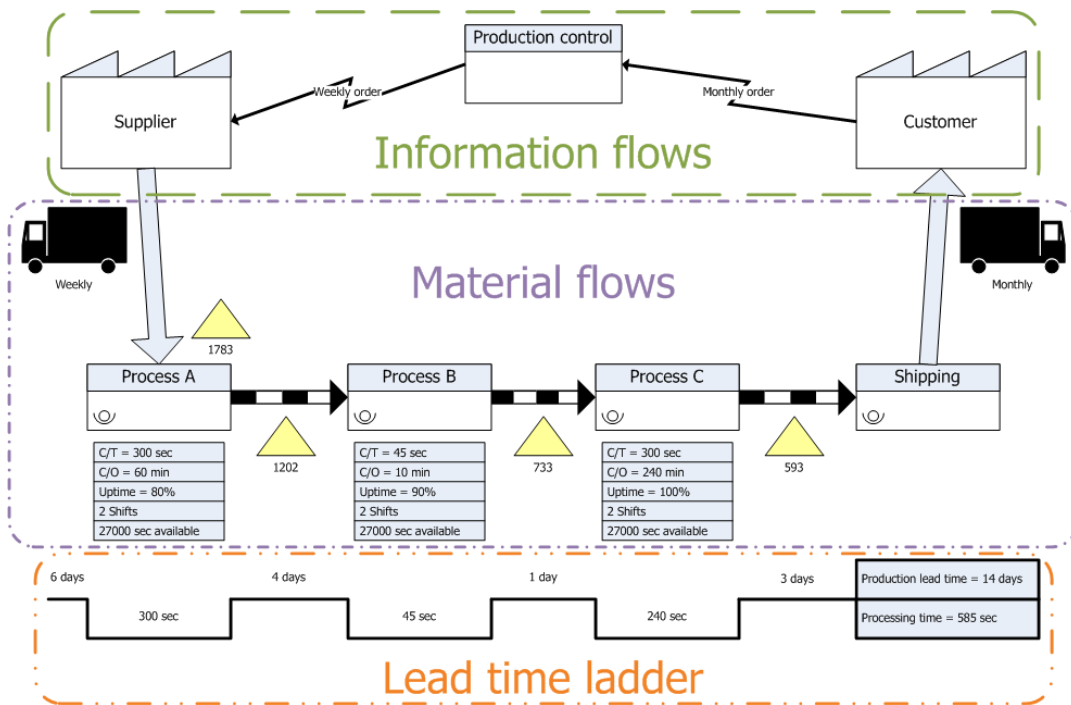 Production control
Weekly order
Monthly order
Supplier
Customer
Information flows
Weekly
Material flows
Monthly
1783
Process A
Process B
Process C
Shipping
1202
733
593
C/T = 300 sec
C/O = 60 min
Uptime = 80%
2 Shifts
27000 sec available
C/T = 45 sec
C/O = 10 min
Uptime = 90%
2 Shifts
27000 sec available
C/T = 300 sec
C/O = 240 min
Uptime = 100%
2 Shifts
27000 sec available
6 days
4 days
1 day
3 days
Production lead time = 14 days
300 sec
45 sec
240 sec
Processing time = 585 sec
Lead time ladder